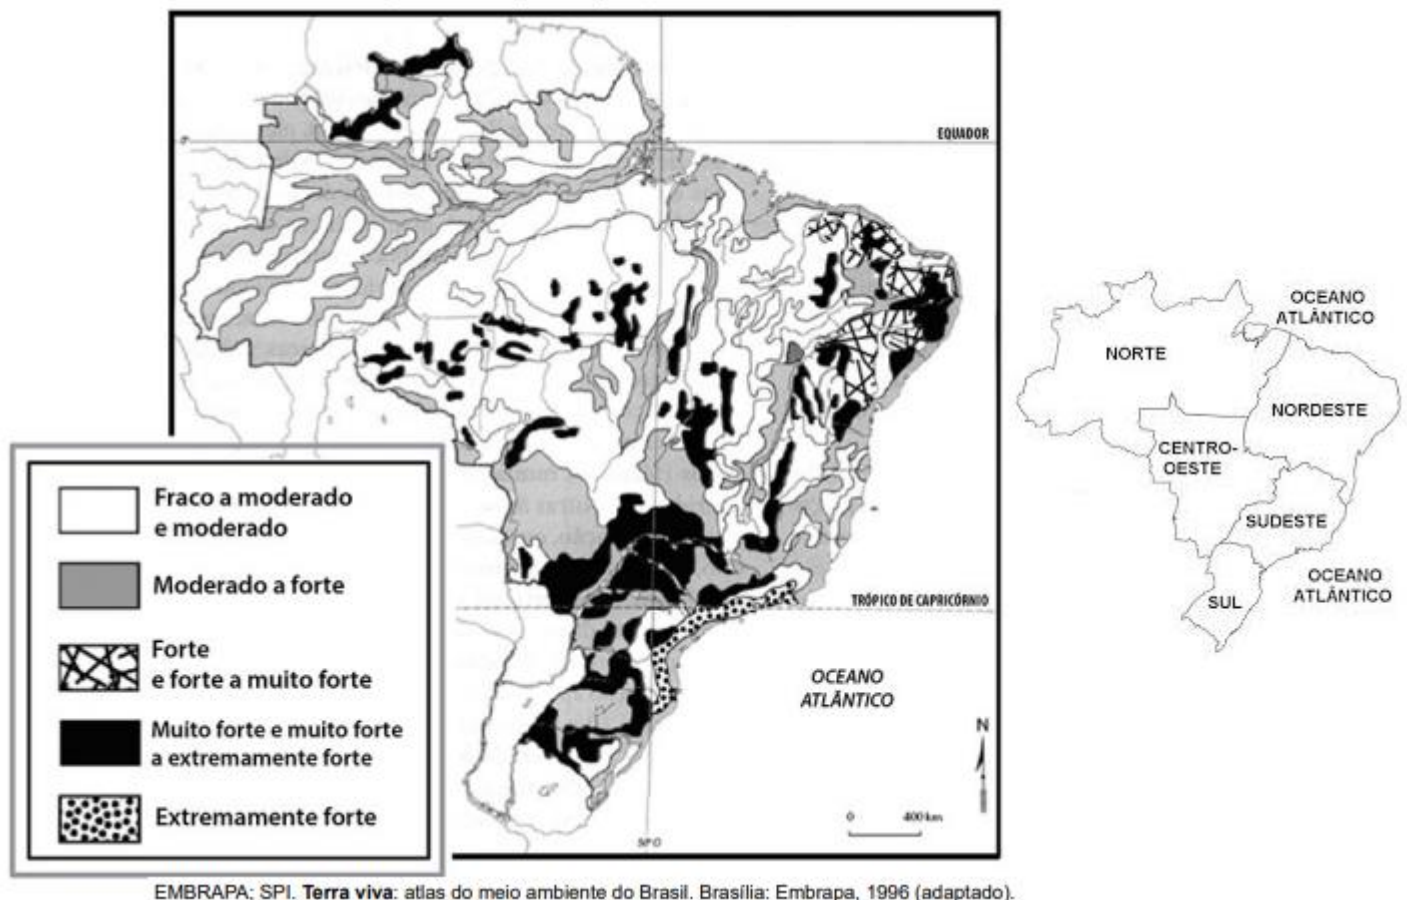 EQUADOR
0°
TRÓPICO DE CAPRICÓRNIO
OCEANO
ATLÂNTICO
N
0 400 km
Fraco a moderado
e moderado
Moderado a forte
Forte
e forte a muito forte
Muito forte e muito forte
a extremamente forte
Extremamente forte
OCEANO
ATLÂNTICO
NORTE
NORDESTE
CENTRO-
OESTE
SUDESTE
OCEANO
ATLÂNTICO
SUL
EMBRAPA; SPI. Terra viva: atlas do meio ambiente do Brasil. Brasília: Embrapa, 1996 (adaptado).